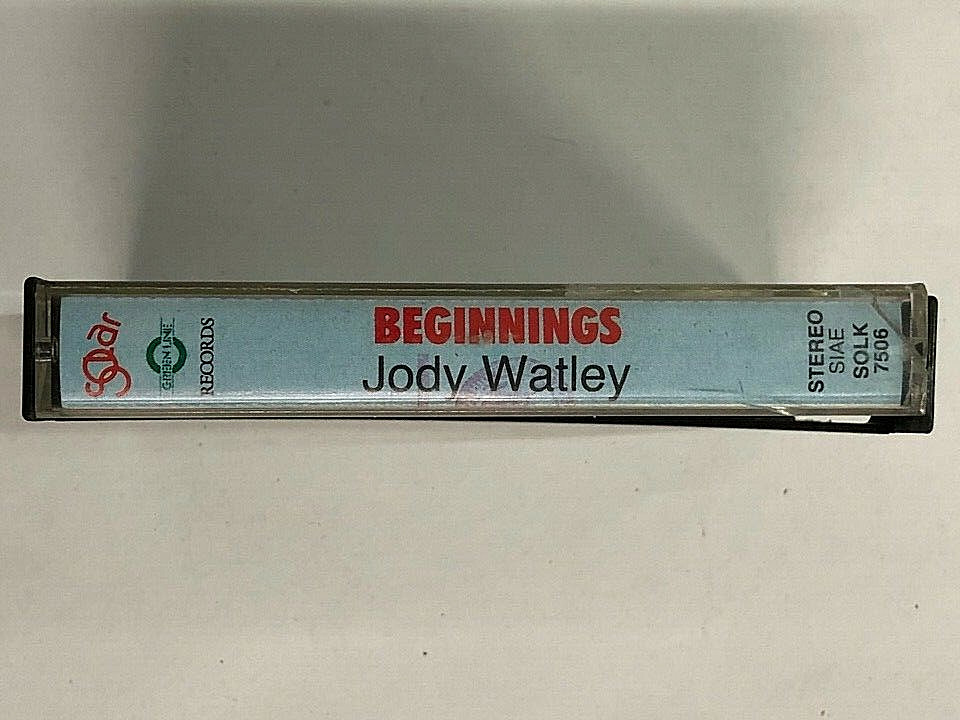 solar
GREEN LINE
RECORDS
BEGINNINGS
Jody Watley
STEREO
SIAE
SOLK
7506